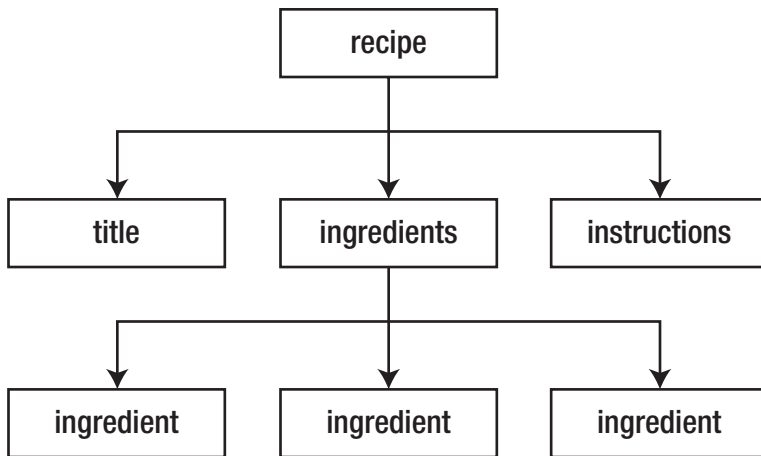 recipe
title
ingredients
instructions
ingredient
ingredient
ingredient